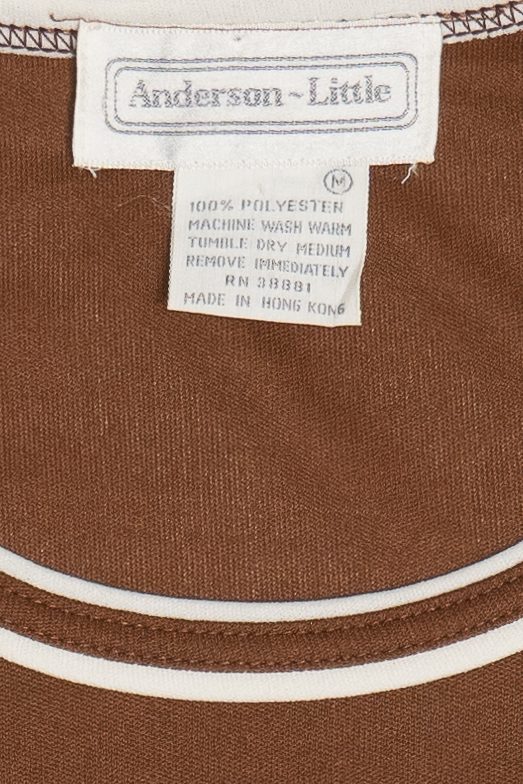 Anderson~Little
M
100% POLYESTER
MACHINE WASH WARM
TUMBLE DRY MEDIUM
REMOVE IMMEDIATELY
RN 38881
MADE IN HONG KONG